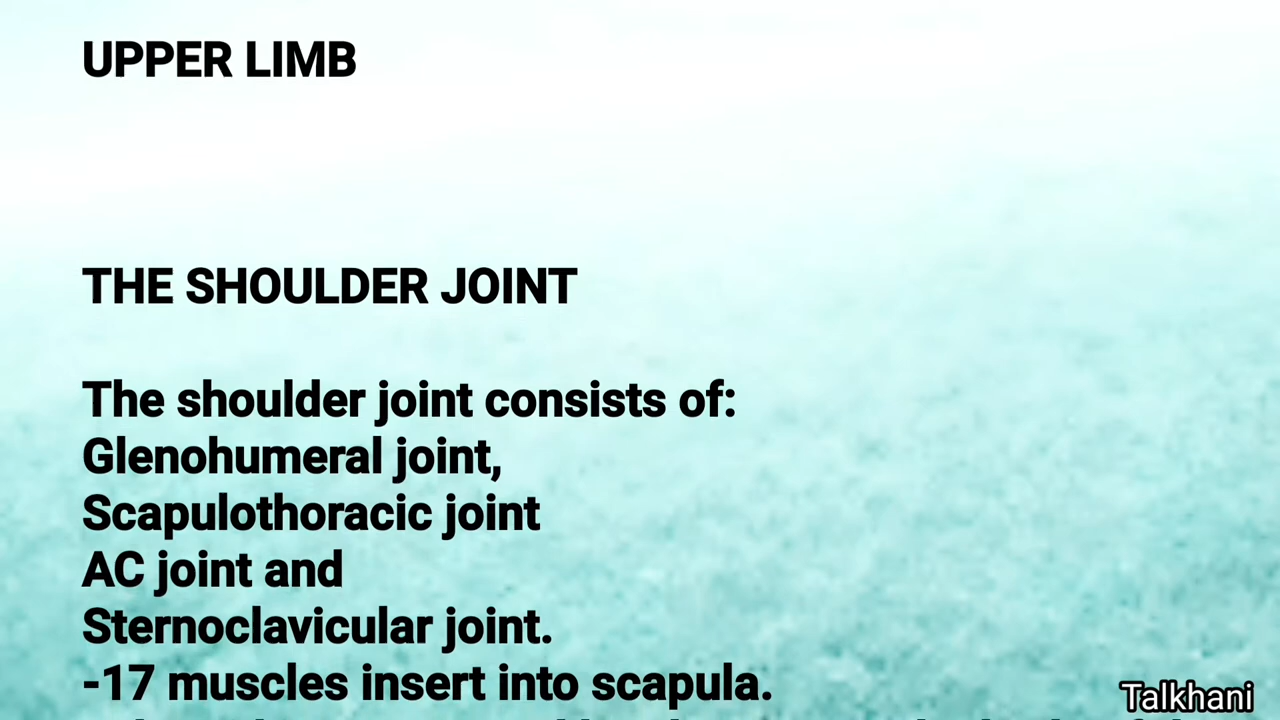 UPPER LIMB
THE SHOULDER JOINT
The shoulder joint consists of:
Glenohumeral joint,
Scapulothoracic joint
AC joint and
Sternoclavicular joint.
-17 muscles insert into scapula.
Talkhani